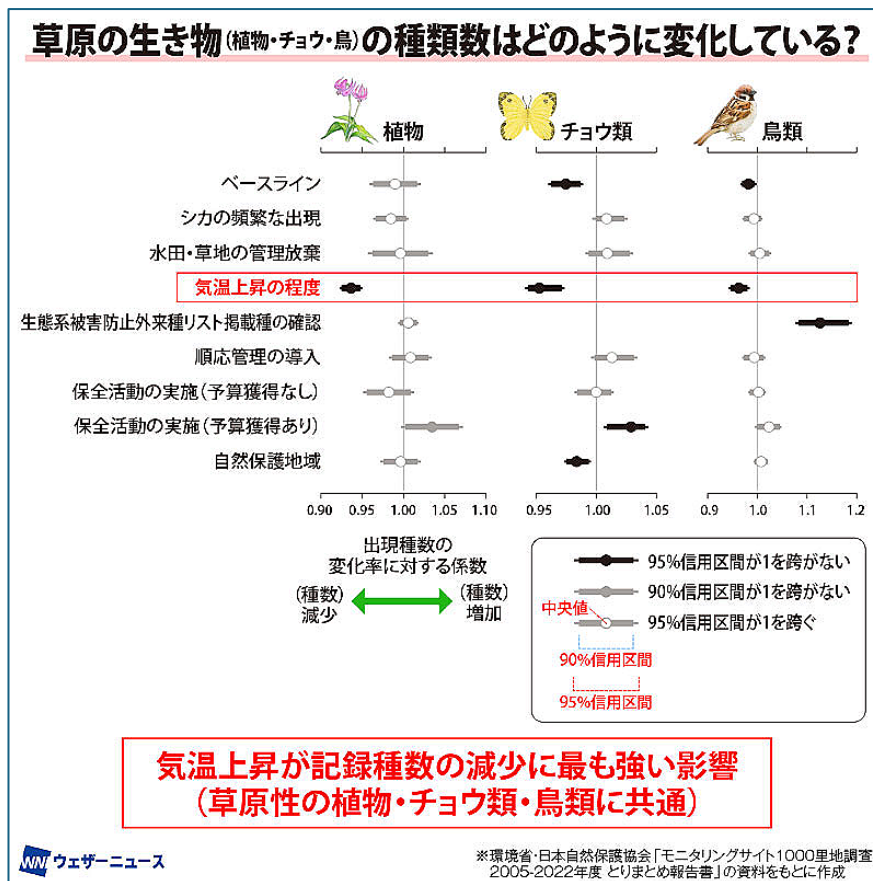 草原の生き物(植物・チョウ・鳥)の種類数はどのように変化している?
植物
チョウ類
鳥類
ベースライン
シカの頻繁な出現
水田・草地の管理放棄
気温上昇の程度
生態系被害防止外来種リスト掲載種の確認
順応管理の導入
保全活動の実施(予算獲得なし)
保全活動の実施(予算獲得あり)
自然保護地域
0.90 0.95 1.00 1.05 1.10
0.95 1.00 1.05
0.9 1.0 1.1 1.2
出現種数の
変化率に対する係数
(種数)
減少
(種数)
増加
95%信用区間が1を跨がない
90%信用区間が1を跨がない
中央値
95%信用区間が1を跨ぐ
90%信用区間
95%信用区間
気温上昇が記録種数の減少に最も強い影響
(草原性の植物・チョウ類・鳥類に共通)
WN ウェザーニュース
※環境省・日本自然保護協会「モニタリングサイト1000里地調査
2005-2022年度 とりまとめ報告書」の資料をもとに作成